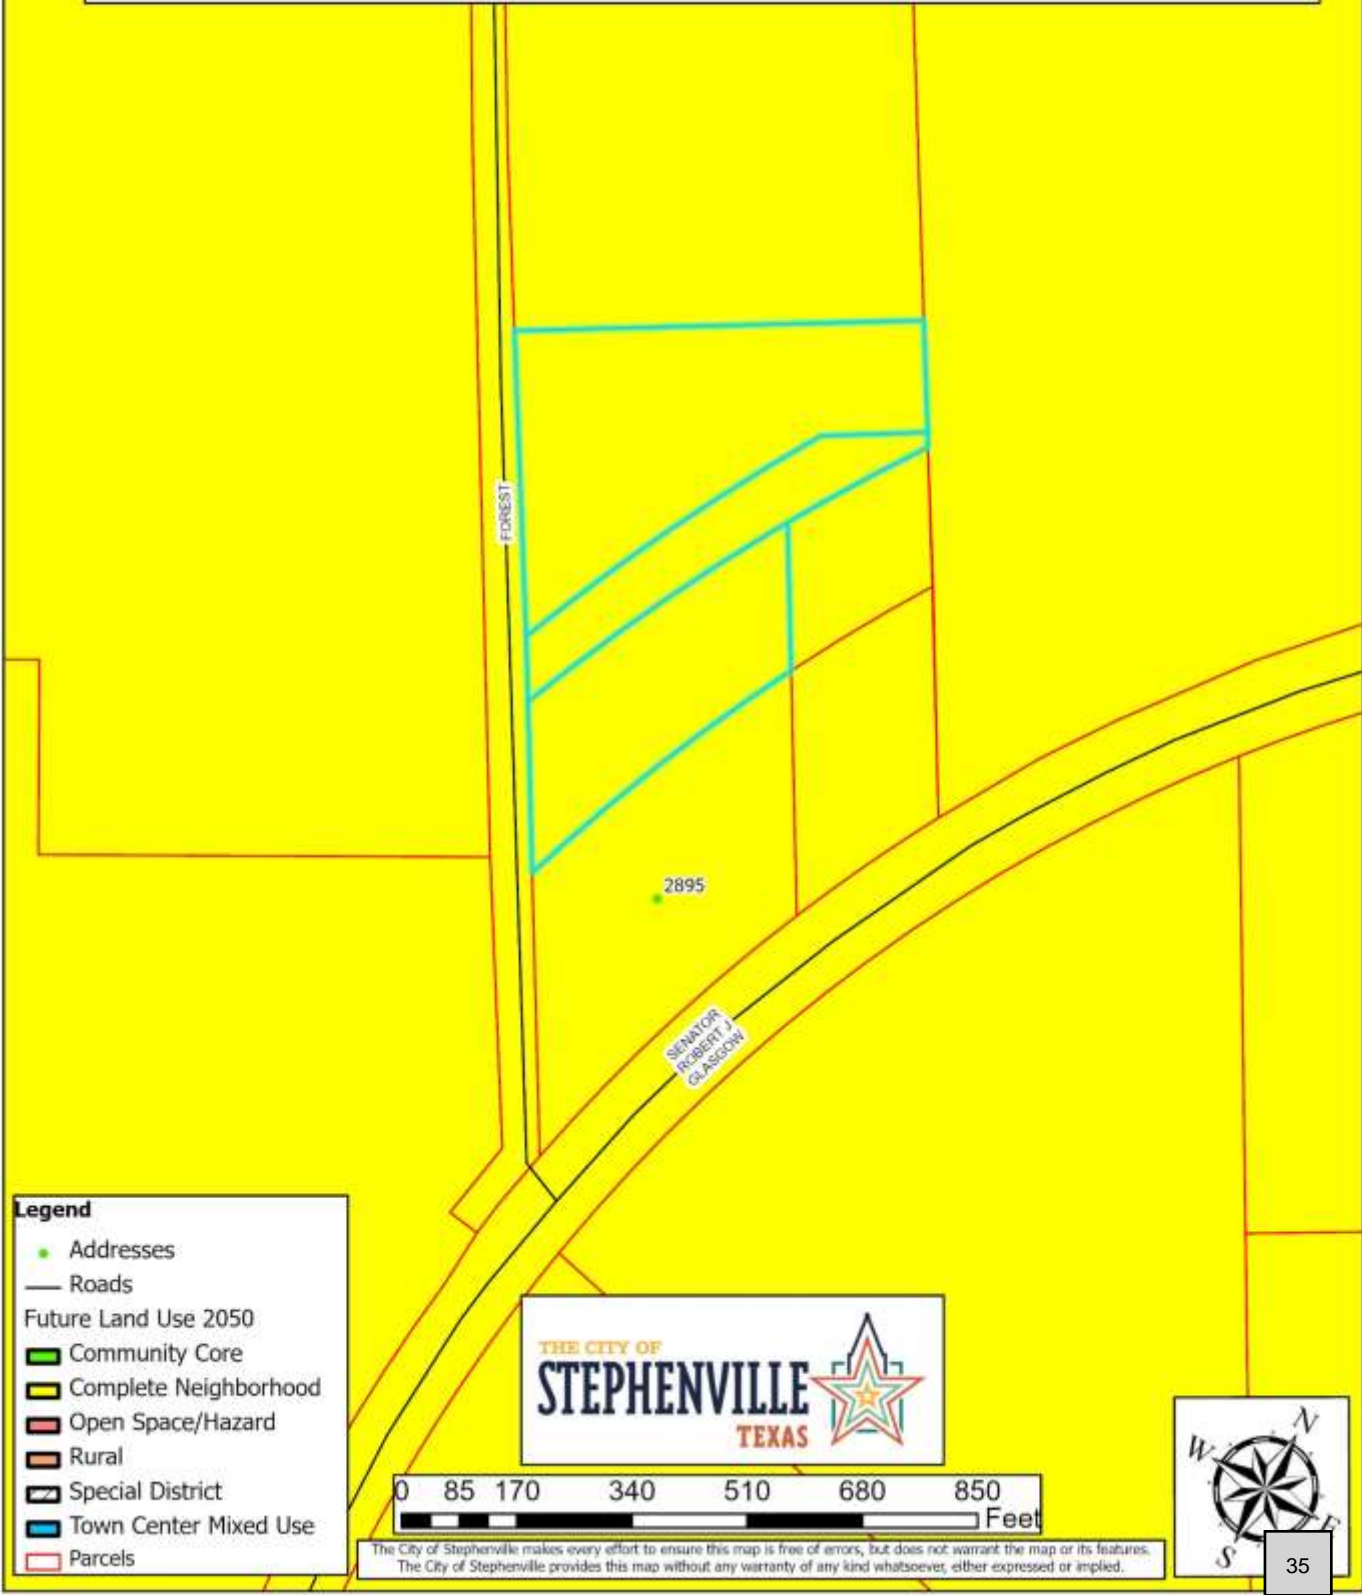 FOREST
2895
SENATOR
ROBERT J
GLASGOW
Legend
Addresses
Roads
Future Land Use 2050
Community Core
Complete Neighborhood
Open Space/Hazard
Rural
Special District
Town Center Mixed Use
Parcels
THE CITY OF
STEPHENVILLE
TEXAS
0 85 170 340 510 680 850
Feet
The City of Stephenville makes every effort to ensure this map is free of errors, but does not warrant the map or its features.
The City of Stephenville provides this map without any warranty of any kind whatsoever, either expressed or implied.
N
W
E
S
35